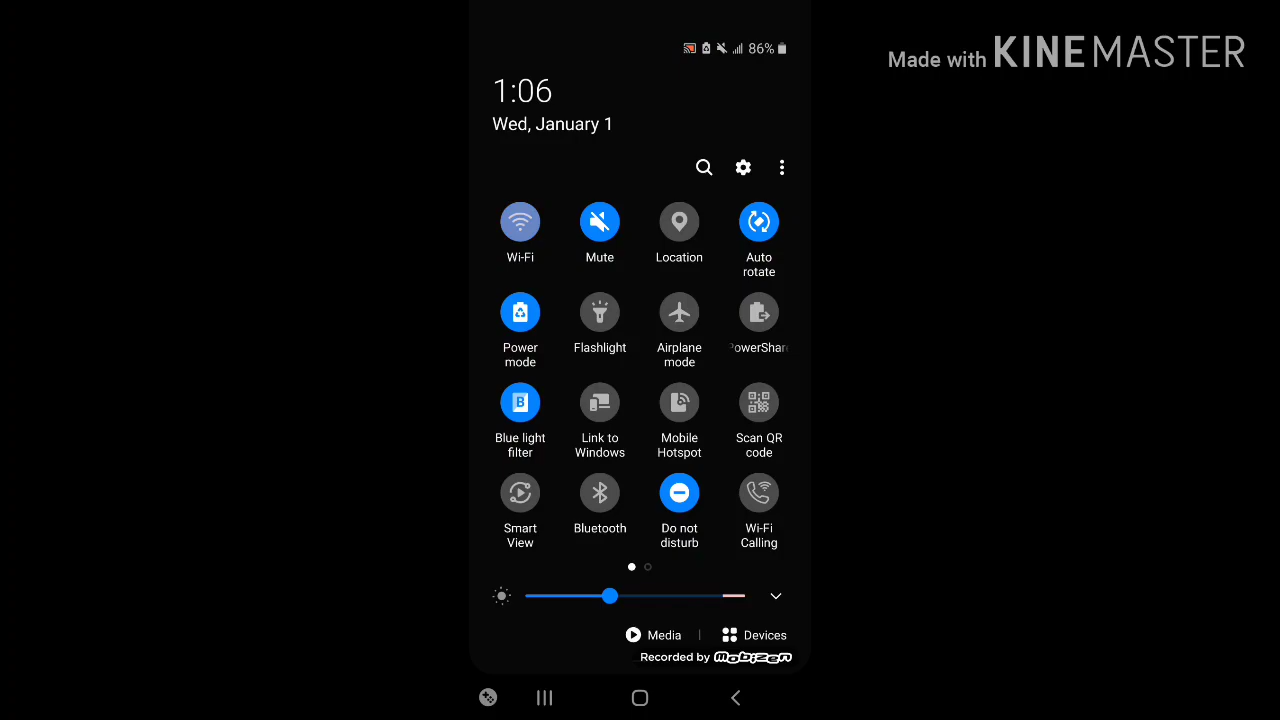 86%
Made with KINEMASTER
1:06
Wed, January 1
Wi-Fi
Mute
Location
Auto
rotate
Power
mode
Flashlight
Airplane
mode
PowerShare
Blue light
filter
Link to
Windows
Mobile
Hotspot
Scan QR
code
Smart
View
Bluetooth
Do not
disturb
Wi-Fi
Calling
Media
Devices
Recorded by mobizen